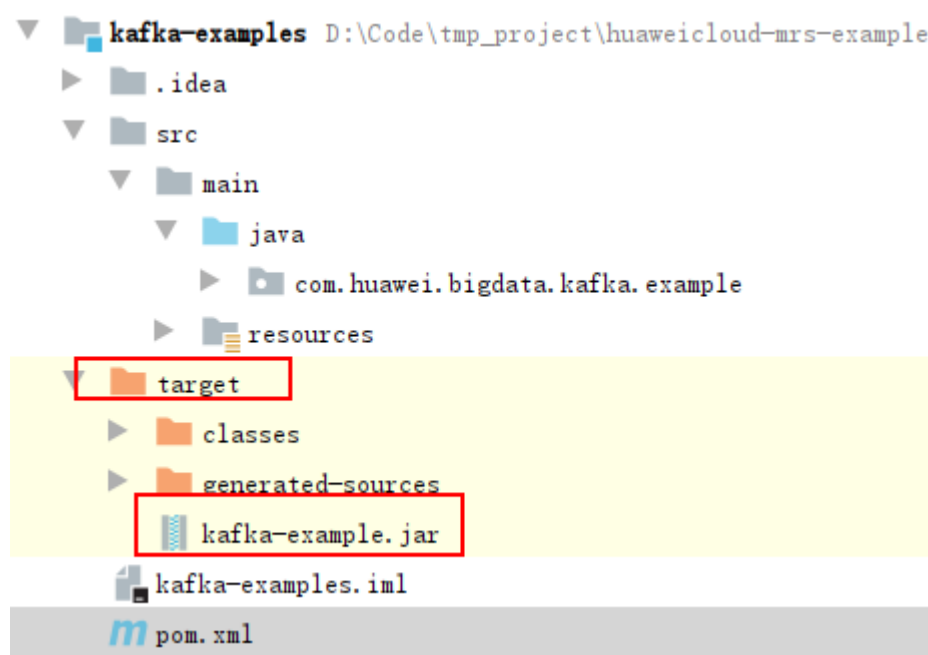 kafka-examples D:\Code\tmp_project\huaweicloud-mrs-example
.idea
src
main
java
com.huawei.bigdata.kafka.example
resources
target
classes
generated-sources
kafka-example.jar
kafka-examples.iml
pom.xml